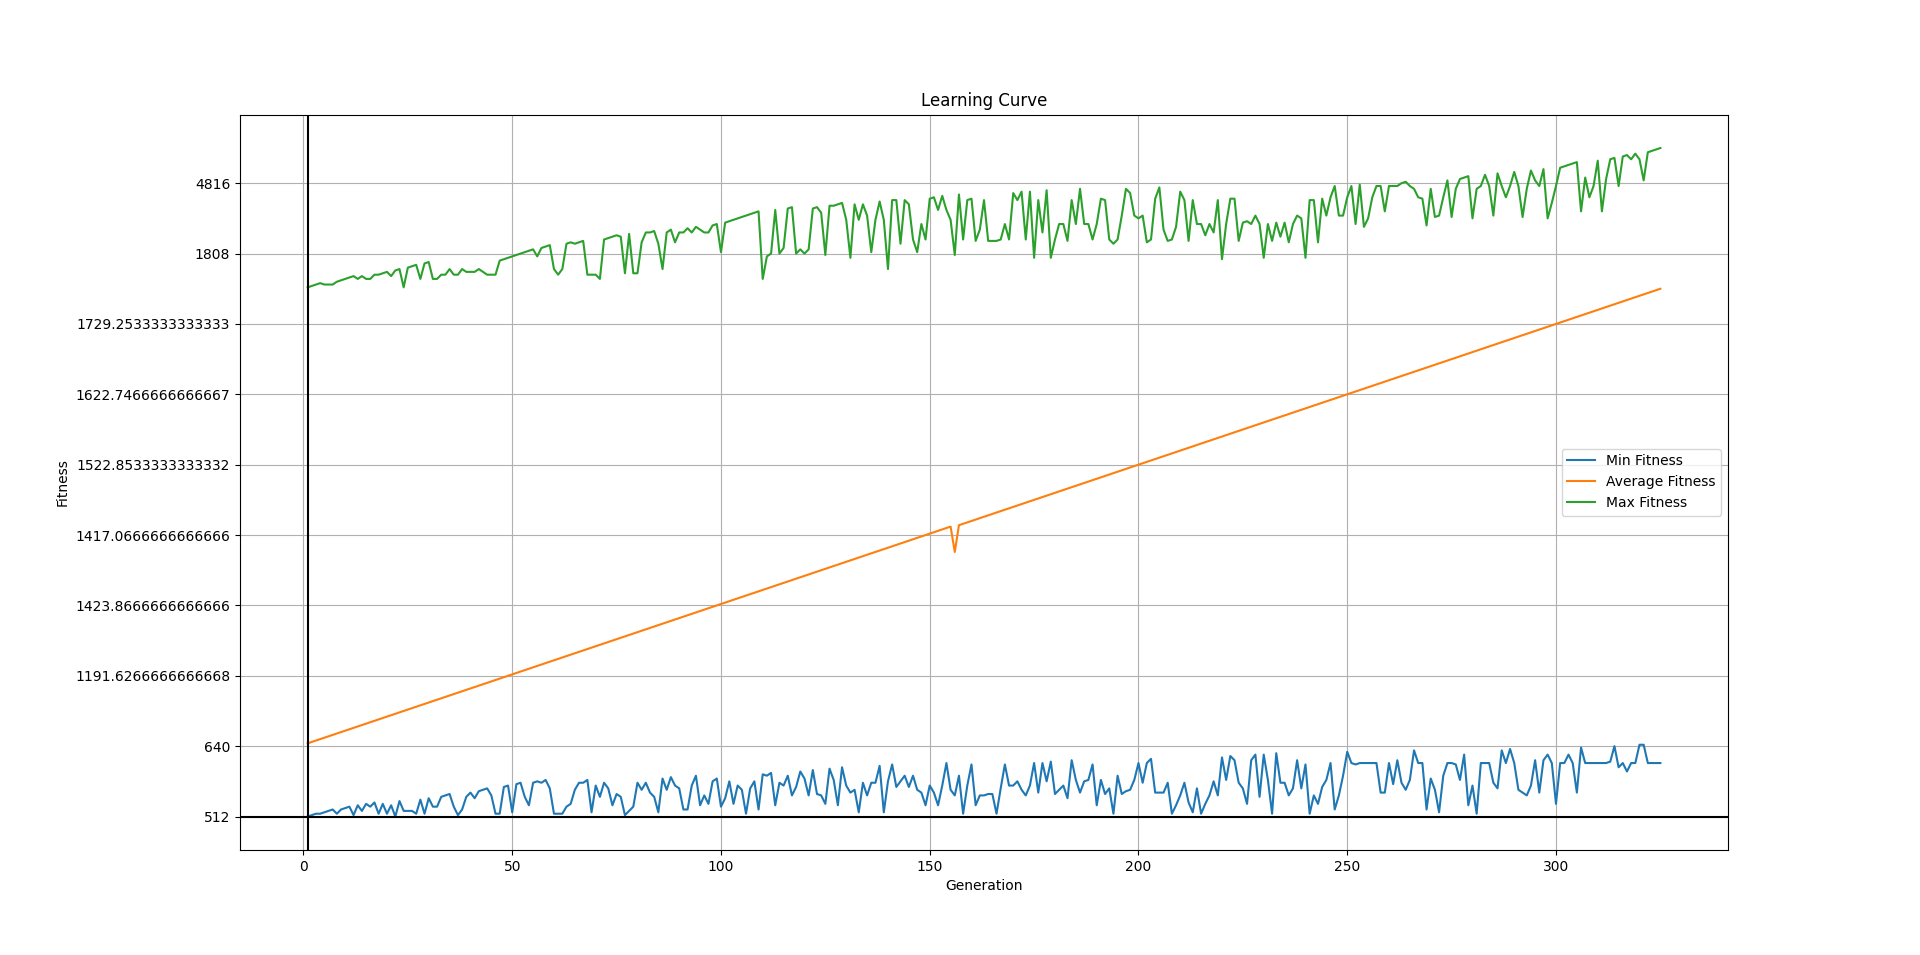 Learning Curve
4816
1808
1729.2533333333333
1622.7466666666667
1522.8533333333332
1417.0666666666666
1423.8666666666666
1191.6266666666668
640
512
Fitness
Min Fitness
Average Fitness
Max Fitness
0 50 100 150 200 250 300
Generation